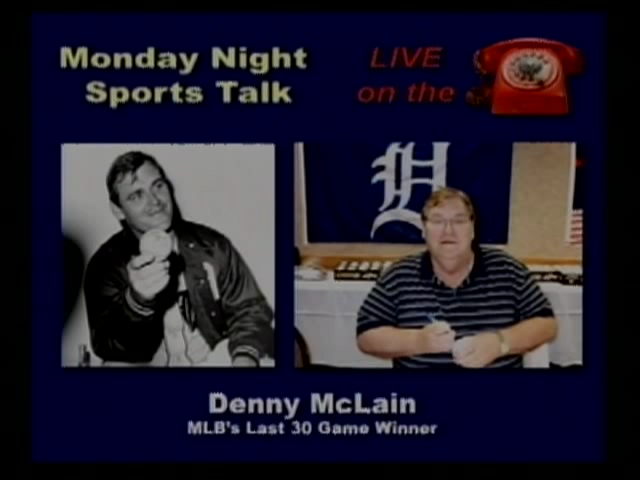 Monday Night
Sports Talk
LIVE
on the
Denny McLain
MLB's Last 30 Game Winner